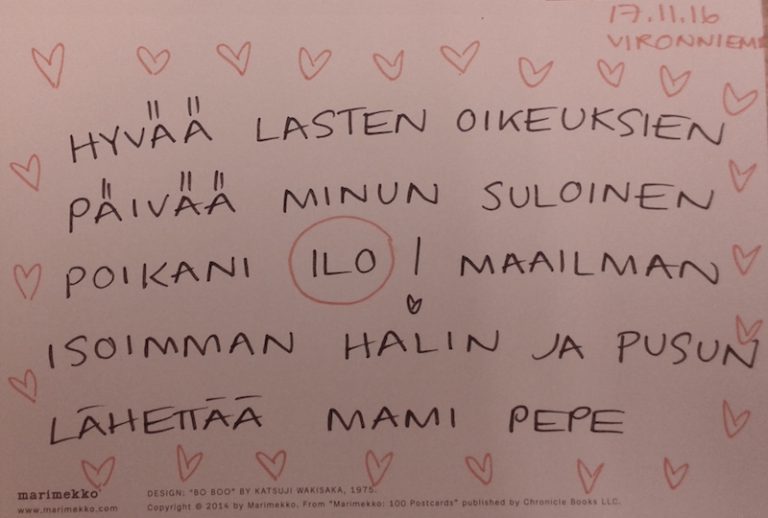 17.11.16
VIRONNIEM
HYVÄÄ LASTEN OIKEUKSIEN
PÄIVÄÄ MINUN SULOINEN
POIKANI ILO ! MAAILMAN
ISOIMMAN HALIN JA PUSUN
LÄHETTÄÄ MAMI PEPE
marimekko®
www.marimekko.com
DESIGN: "BO BOO" BY KATSUJI WAKISAKA, 1975.
Copyright © 2014 by Marimekko. From "Marimekko: 100 Postcards" published by Chronicle Books LLC.